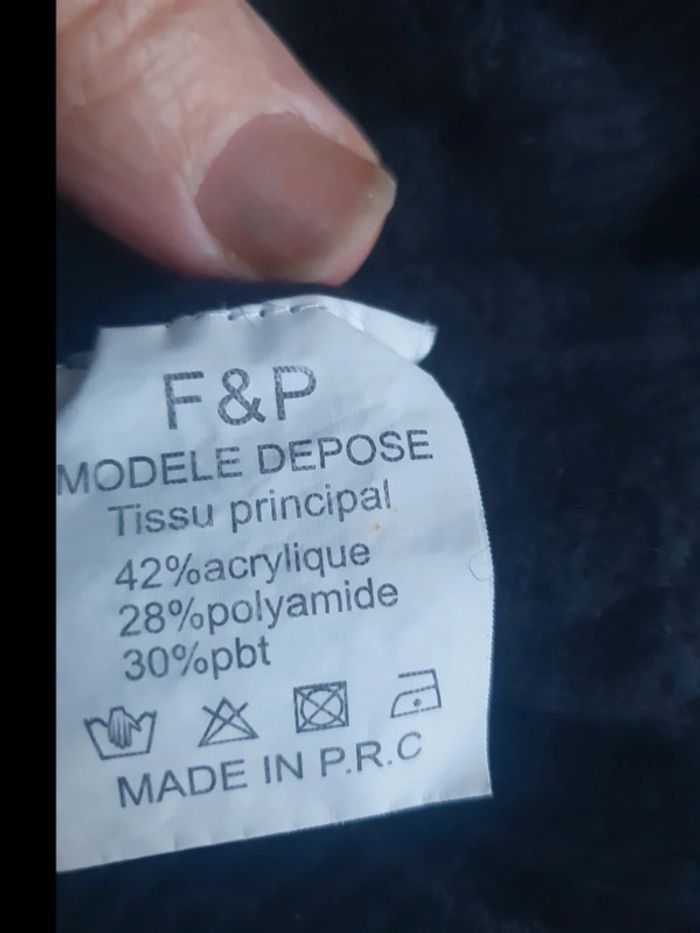 F&P
MODELE DEPOSE
Tissu principal
42%acrylique
28%polyamide
30%pbt
MADE IN P.R.C